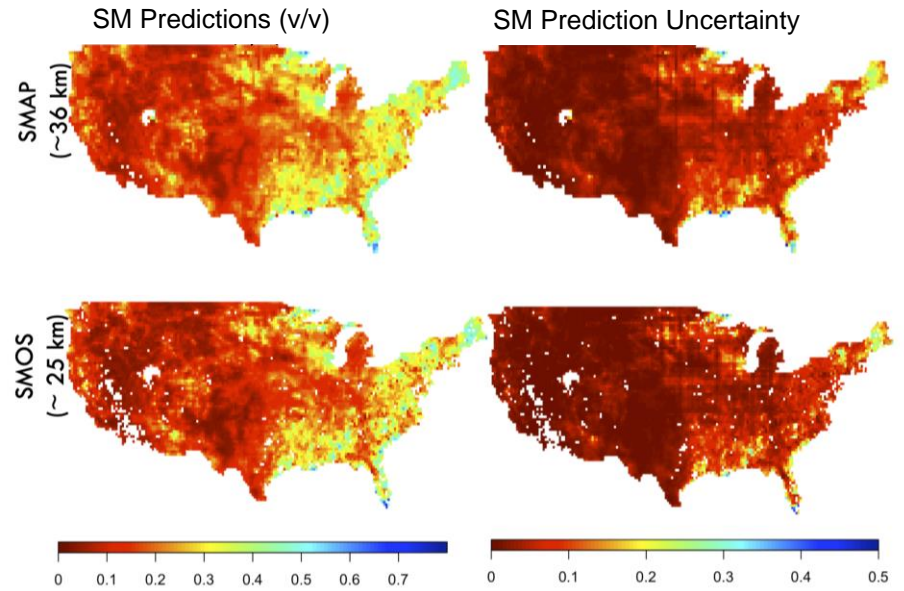 SM Predictions (v/v)
SM Prediction Uncertainty
SMAP
(~36 km)
SMOS
(~ 25 km)
0 0.1 0.2 0.3 0.4 0.5 0.6 0.7
0 0.1 0.2 0.3 0.4 0.5